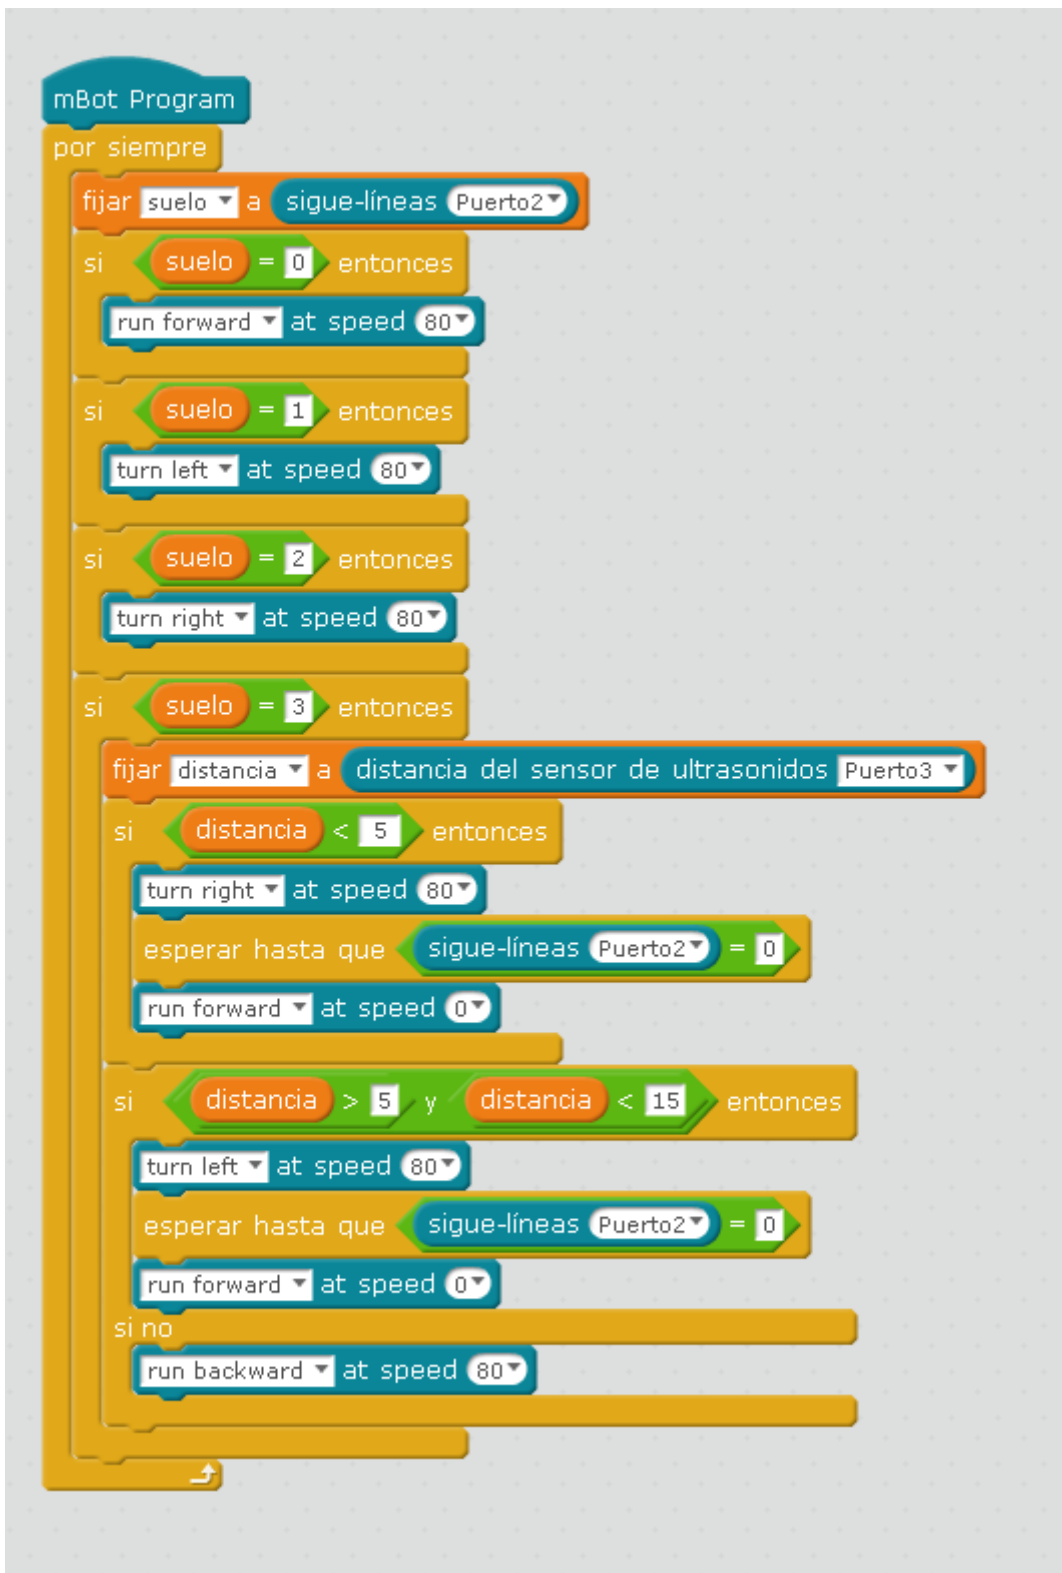 mBot Program
por siempre
fijar suelo a sigue-líneas Puerto2
si suelo = 0 entonces
run forward at speed 80
si suelo = 1 entonces
turn left at speed 80
si suelo = 2 entonces
turn right at speed 80
si suelo = 3 entonces
fijar distancia a distancia del sensor de ultrasonidos Puerto3
si distancia < 5 entonces
turn right at speed 80
esperar hasta que sigue-líneas Puerto2 = 0
run forward at speed 0
si distancia > 5 y distancia < 15 entonces
turn left at speed 80
esperar hasta que sigue-líneas Puerto2 = 0
run forward at speed 0
si no
run backward at speed 80